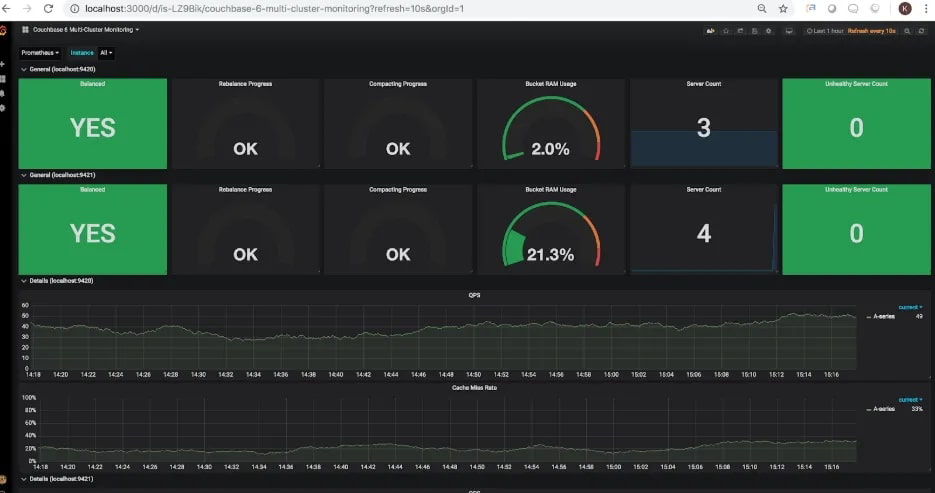 localhost:3000/d/is-LZ9Bik/couchbase-6-multi-cluster-monitoring?refresh=10s&orgId=1
K
Couchbase 6 Multi-Cluster Monitoring
Last 1 hour Refresh every 10s
Prometheus Instance All
General (localhost:9420)
Balanced Rebalance Progress Compacting Progress Bucket RAM Usage Server Count Unhealthy Server Count
YES OK OK 2.0% 3 0
General (localhost:9421)
Balanced Rebalance Progress Compacting Progress Bucket RAM Usage Server Count Unhealthy Server Count
YES OK OK 21.3% 4 0
Details (localhost:9420)
QPS
60
50
40
30
20
10
0
14:18 14:20 14:22 14:24 14:26 14:28 14:30 14:32 14:34 14:36 14:38 14:40 14:42 14:44 14:46 14:48 14:50 14:52 14:54 14:56 14:58 15:00 15:02 15:04 15:06 15:08 15:10 15:12 15:14 15:16
current
A-series 49
Cache Miss Rate
100%
80%
60%
40%
20%
0%
14:18 14:20 14:22 14:24 14:26 14:28 14:30 14:32 14:34 14:36 14:38 14:40 14:42 14:44 14:46 14:48 14:50 14:52 14:54 14:56 14:58 15:00 15:02 15:04 15:06 15:08 15:10 15:12 15:14 15:16
current
A-series 33%
Details (localhost:9421)
QPS